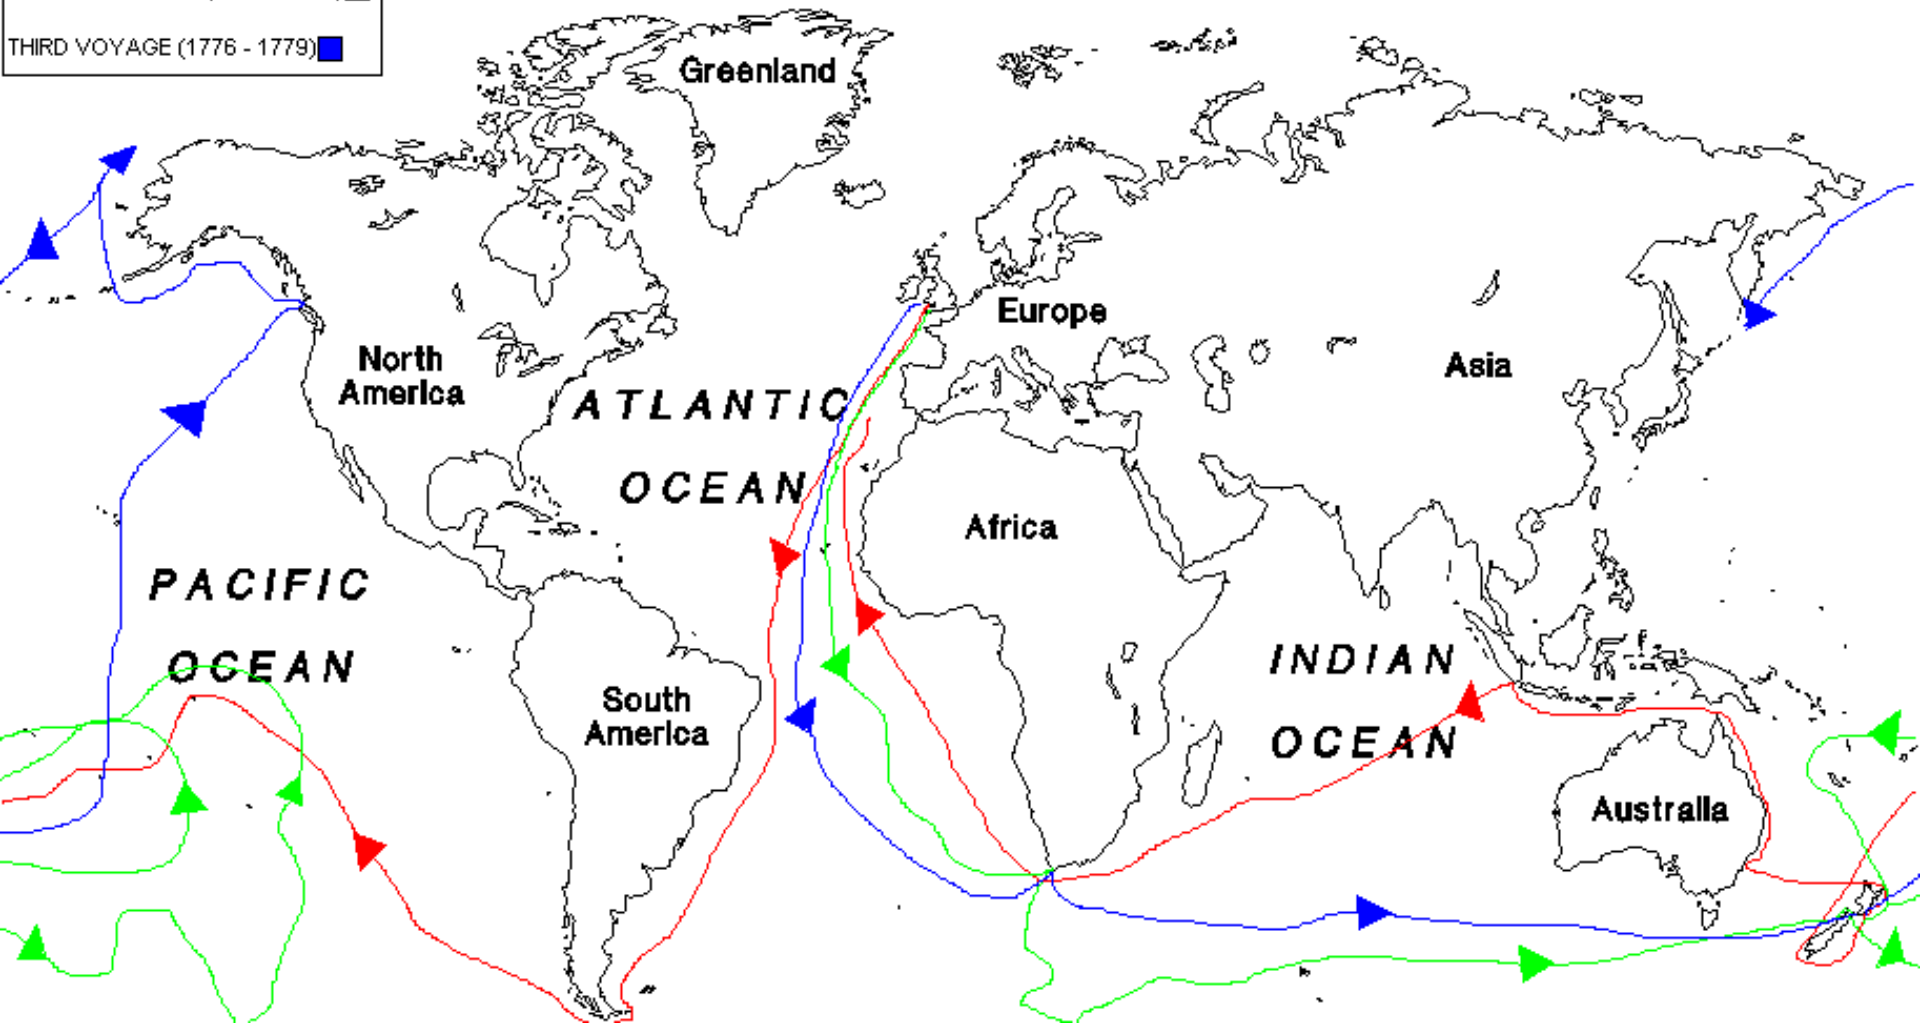 THIRD VOYAGE (1776 - 1779)
Greenland
Europe
North
America
Asia
ATLANTIC
OCEAN
Africa
PACIFIC
OCEAN
INDIAN
OCEAN
South
America
Australia